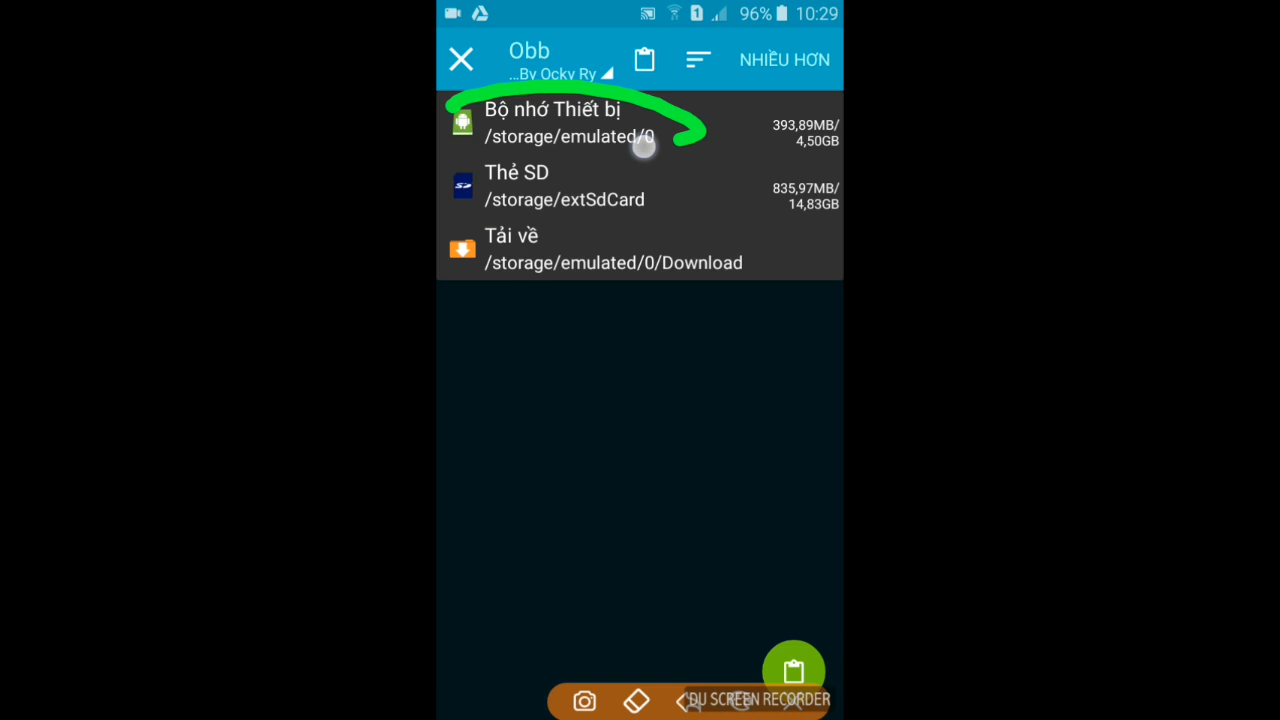 96% 10:29
Obb
...By Ocky Ry
NHIỀU HƠN
Bộ nhớ Thiết bị
/storage/emulated/0
393,89MB/
4,50GB
Thẻ SD
/storage/extSdCard
835,97MB/
14,83GB
Tải về
/storage/emulated/0/Download
DU SCREEN RECORDER